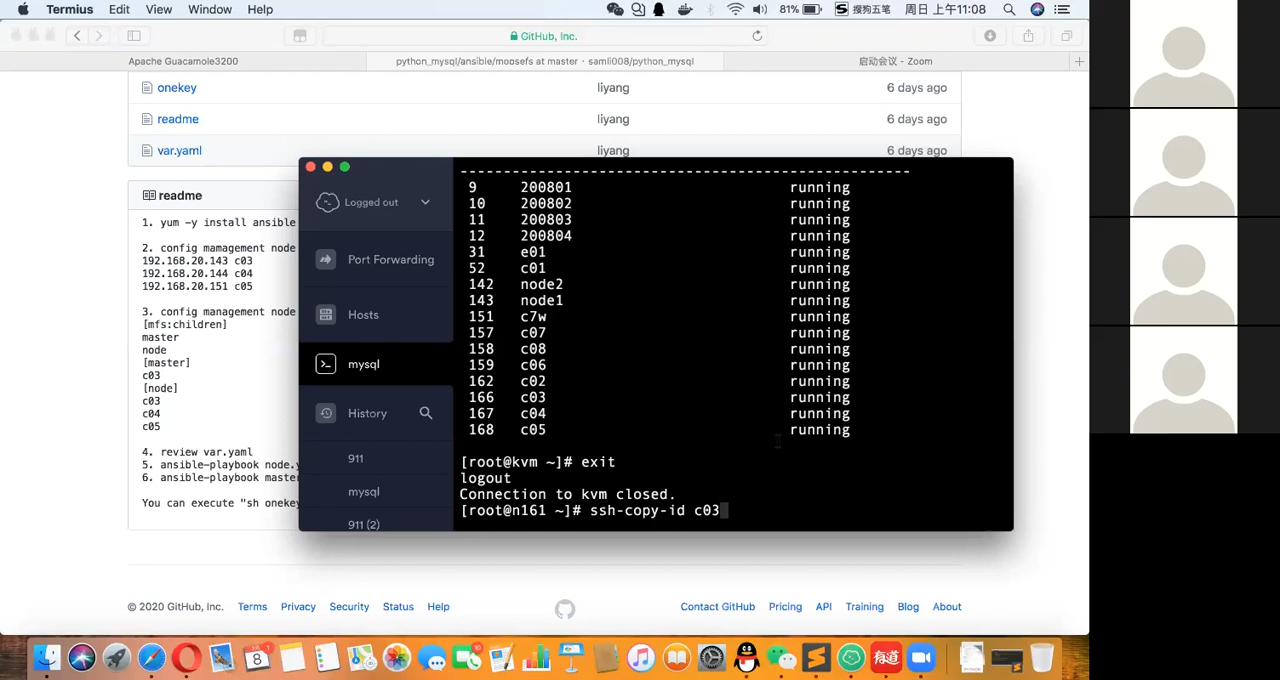 Termius Edit View Window Help
81% S 搜狗五笔 周日 上午11:08
GitHub, Inc.
Apache Guacamole3200
python_mysql/ansible/moosefs at master · samli008/python_mysql
启动会议 - Zoom
onekey liyang 6 days ago
readme liyang 6 days ago
var.yaml liyang 6 days ago
readme
1. yum -y install ansible
2. config mamagement node
192.168.20.143 c03
192.168.20.144 c04
192.168.20.151 c05
3. config management node
[mfs:children]
master
node
[master]
c03
[node]
c03
c04
c05
4. review var.yaml
5. ansible-playbook node.y
6. ansible-playbook maste
You can execute "sh onekey
Logged out
Port Forwarding
Hosts
mysql
History
911
mysql
911 (2)
----------------------------------------------------
9 200801 running
10 200802 running
11 200803 running
12 200804 running
31 e01 running
52 c01 running
142 node2 running
143 node1 running
151 c7w running
157 c07 running
158 c08 running
159 c06 running
162 c02 running
166 c03 running
167 c04 running
168 c05 running
[root@kvm ~]# exit
logout
Connection to kvm closed.
[root@n161 ~]# ssh-copy-id c03
© 2020 GitHub, Inc. Terms Privacy Security Status Help
Contact GitHub Pricing API Training Blog About
8
有道